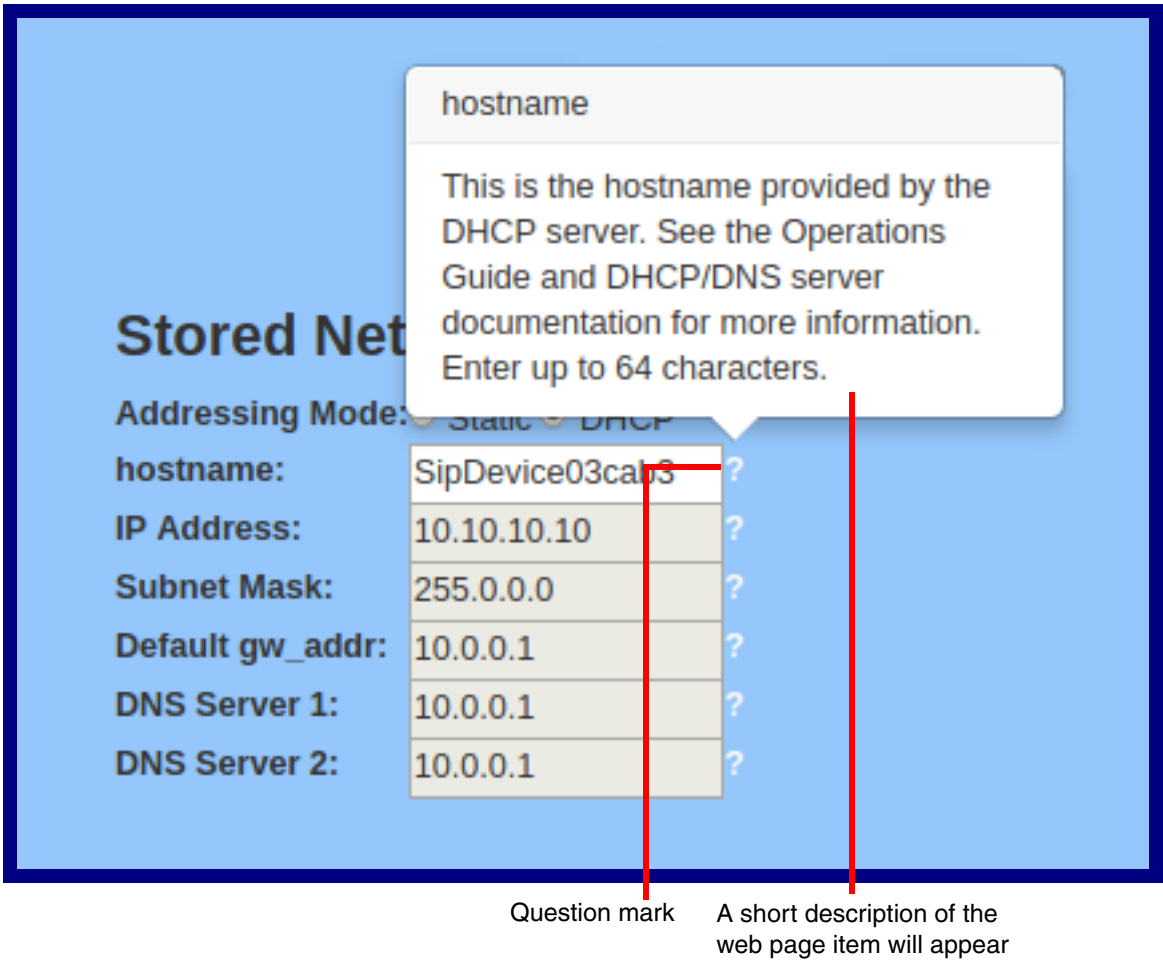 hostname
This is the hostname provided by the
DHCP server. See the Operations
Guide and DHCP/DNS server
documentation for more information.
Enter up to 64 characters.
Stored Net
Addressing Mode: Static DHCP
hostname: SipDevice03cab3 ?
IP Address: 10.10.10.10 ?
Subnet Mask: 255.0.0.0 ?
Default gw_addr: 10.0.0.1 ?
DNS Server 1: 10.0.0.1 ?
DNS Server 2: 10.0.0.1 ?
Question mark
A short description of the
web page item will appear